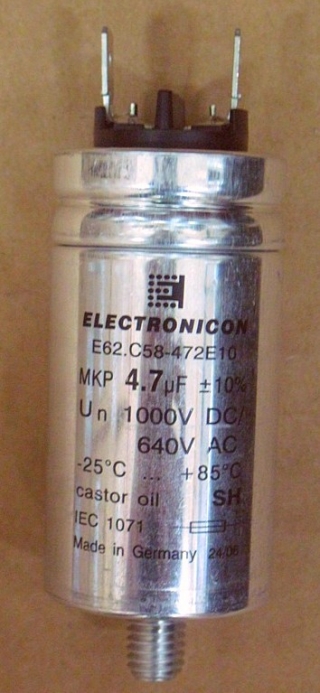 ELECTRONICON
E62.C58-472E10
MKP 4.7µF ±10%
Un 1000V DC/
640V AC
-25°C ... +85°C
castor oil SH
IEC 1071
Made in Germany 24/06